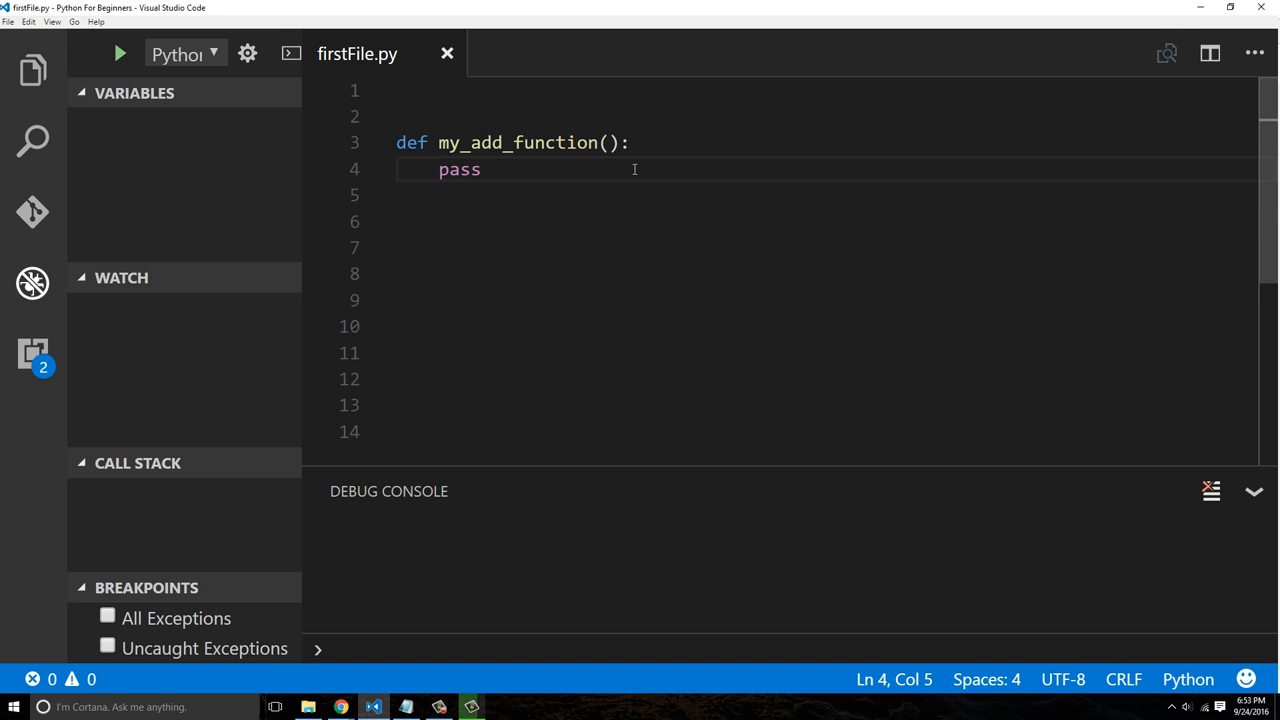 firstFile.py - Python For Beginners - Visual Studio Code
File Edit View Go Help
Pythor
firstFile.py
VARIABLES
WATCH
CALL STACK
BREAKPOINTS
All Exceptions
Uncaught Exceptions
1
2
3 def my_add_function():
4 pass
5
6
7
8
9
10
11
12
13
14
DEBUG CONSOLE
2
0 0
Ln 4, Col 5 Spaces: 4 UTF-8 CRLF Python
I'm Cortana. Ask me anything.
6:53 PM
9/24/2016